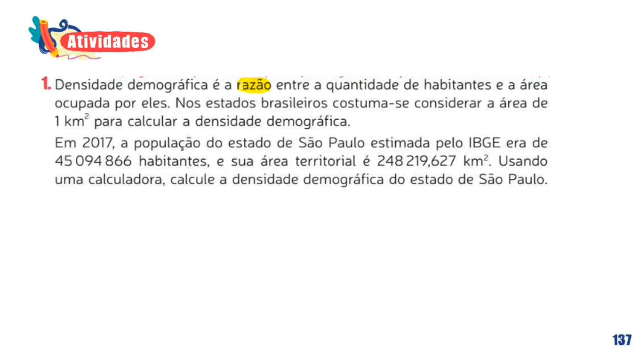 Atividades
1. Densidade demográfica é a razão entre a quantidade de habitantes e a área
ocupada por eles. Nos estados brasileiros costuma-se considerar a área de
1 km² para calcular a densidade demográfica.
Em 2017, a população do estado de São Paulo estimada pelo IBGE era de
45 094 866 habitantes, e sua área territorial é 248 219,627 km². Usando
uma calculadora, calcule a densidade demográfica do estado de São Paulo.
137